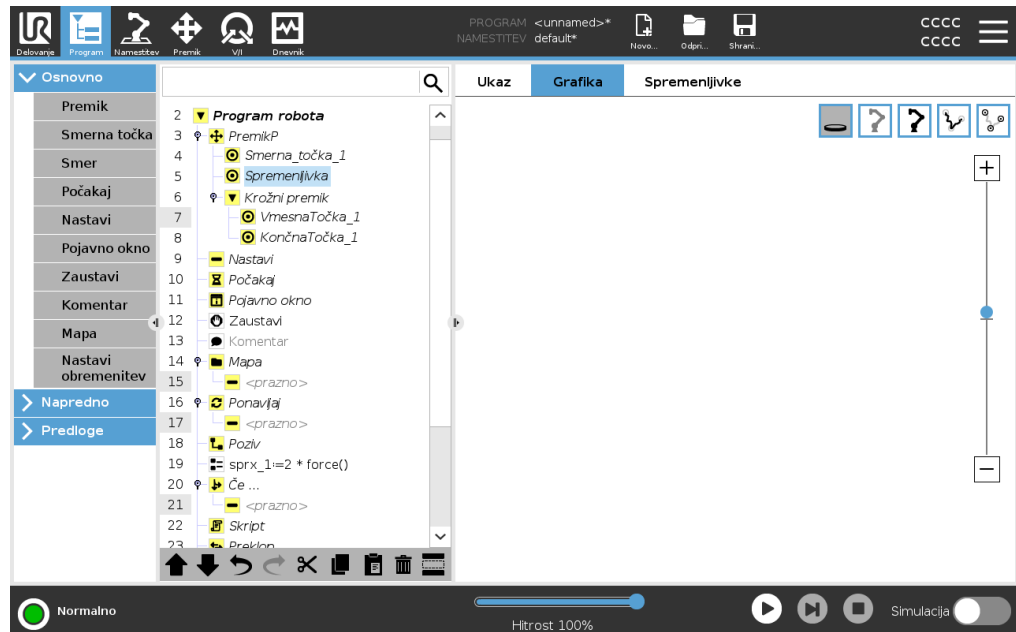 UR
PROGRAM <unnamed>*
NAMESTITEV default*
CCCC
CCCC
Delovanje Program Namestitev Premik V/I Dnevnik Novo... Odpri... Shrani...
Osnovno
Premik
Smerna točka
Smer
Počakaj
Nastavi
Pojavno okno
Zaustavi
Komentar
Mapa
Nastavi
obremenitev
Napredno
Predloge
2 Program robota
3 PremikP
4 Smerna_točka_1
5 Spremenljivka
6 Krožni premik
7 VmesnaTočka_1
8 KončnaTočka_1
9 Nastavi
10 Počakaj
11 Pojavno okno
12 Zaustavi
13 Komentar
14 Mapa
15 <prazno>
16 Ponavljaj
17 <prazno>
18 Poziv
19 sprx_1:=2 * force()
20 Če ...
21 <prazno>
22 Skript
23 Preklop
Ukaz Grafika Spremenljivke
Normalno
Hitrost 100%
Simulacija